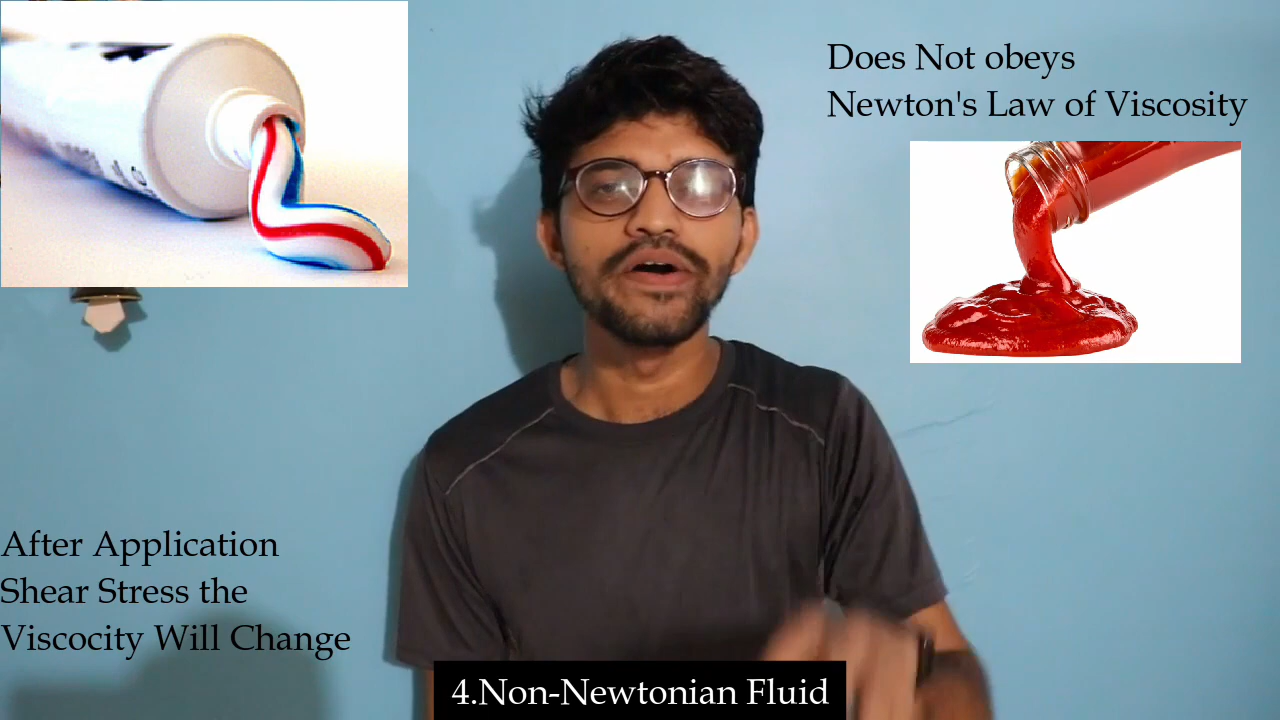 Does Not obeys
Newton's Law of Viscosity
After Application
Shear Stress the
Viscocity Will Change
4.Non-Newtonian Fluid